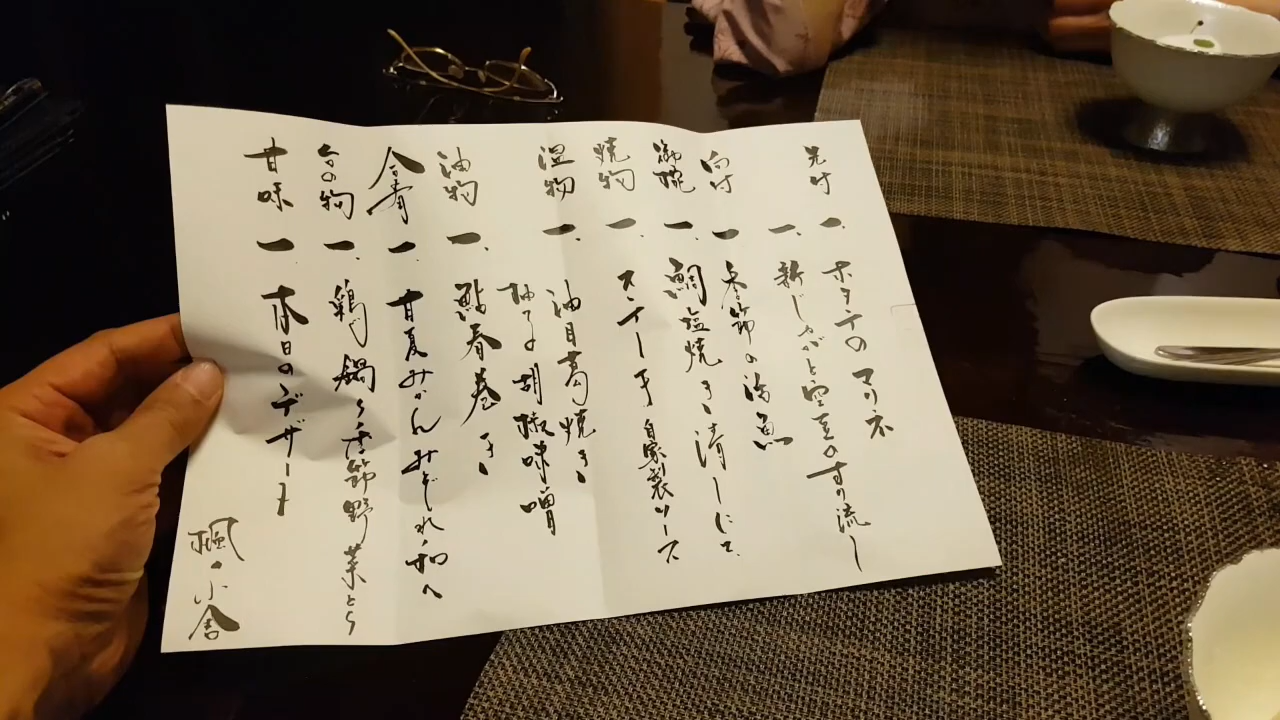 先付 一、ホタテのマリネ
一、新じゃがと空豆のすり流し
向付 一、季節の海魚
御椀 一、鯛塩焼き 清しにて
焼物 一、ステーキ 自家製ソース
温物 一、油目葛焼き
柚子胡椒味噌
油物 一、鮎春巻き
合肴 一、甘夏みかんみぞれ和へ
一、鶏鍋 季節野菜と
甘味 一、本日のデザート
楓の小舎